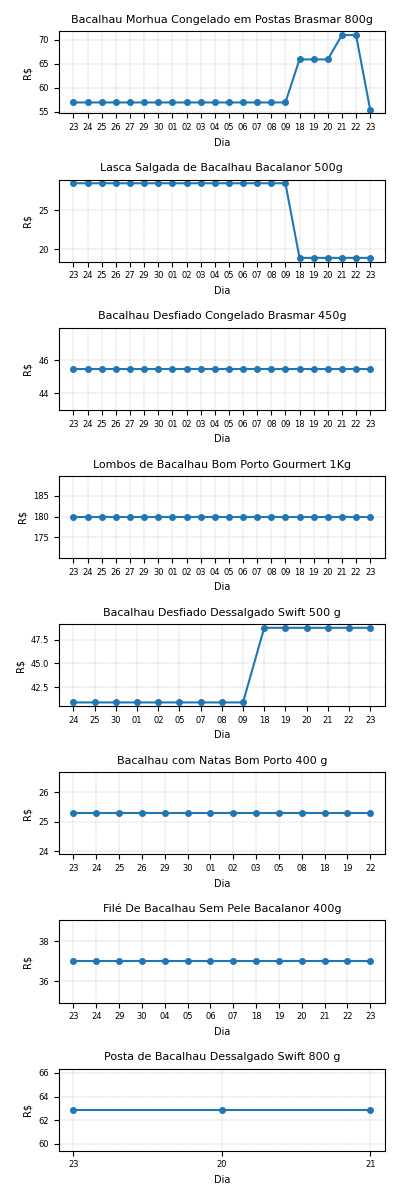 Bacalhau Morhua Congelado em Postas Brasmar 800g
70
65
60
55
R$
23 24 25 26 27 29 30 01 02 03 04 05 06 07 08 09 18 19 20 21 22 23
Dia
Lasca Salgada de Bacalhau Bacalanor 500g
25
20
R$
23 24 25 26 27 29 30 01 02 03 04 05 06 07 08 09 18 19 20 21 22 23
Dia
Bacalhau Desfiado Congelado Brasmar 450g
46
44
R$
23 24 25 26 27 29 30 01 02 03 04 05 06 07 08 09 18 19 20 21 22 23
Dia
Lombos de Bacalhau Bom Porto Gourmert 1Kg
185
180
175
R$
23 24 25 26 27 29 30 01 02 03 04 05 06 07 08 09 18 19 20 21 22 23
Dia
Bacalhau Desfiado Dessalgado Swift 500 g
47.5
45.0
42.5
R$
24 25 30 01 02 05 07 08 09 18 19 20 21 22 23
Dia
Bacalhau com Natas Bom Porto 400 g
26
25
24
R$
23 24 25 26 29 30 01 02 03 05 08 18 19 22
Dia
Filé De Bacalhau Sem Pele Bacalanor 400g
38
36
R$
23 24 29 30 04 05 06 07 18 19 20 21 22 23
Dia
Posta de Bacalhau Dessalgado Swift 800 g
66
64
62
60
R$
23 20 21
Dia